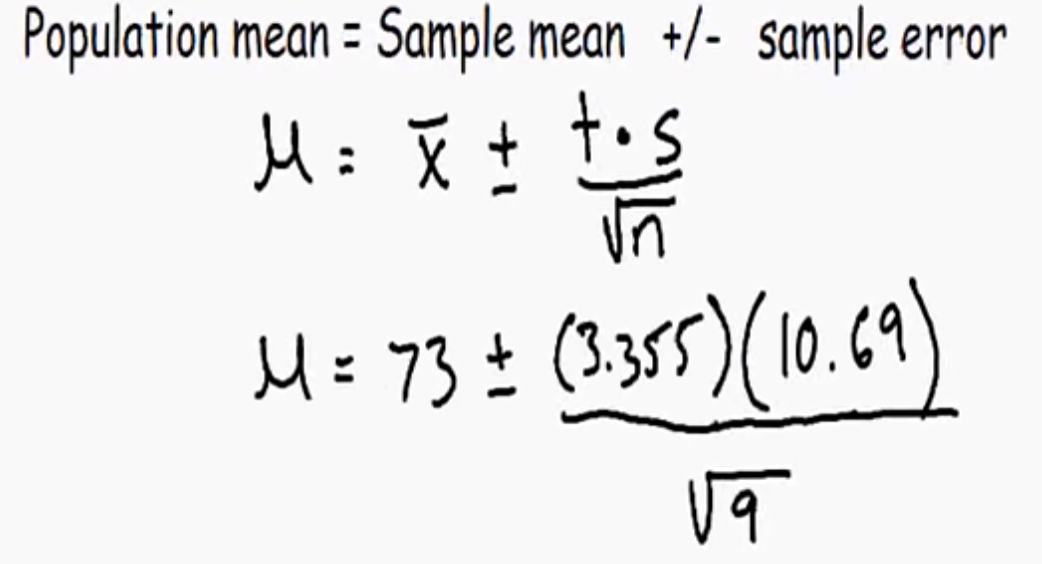 Population mean = Sample mean +/- sample error
μ = x̄ ± t·s / √n
μ = 73 ± (3.355)(10.69) / √9